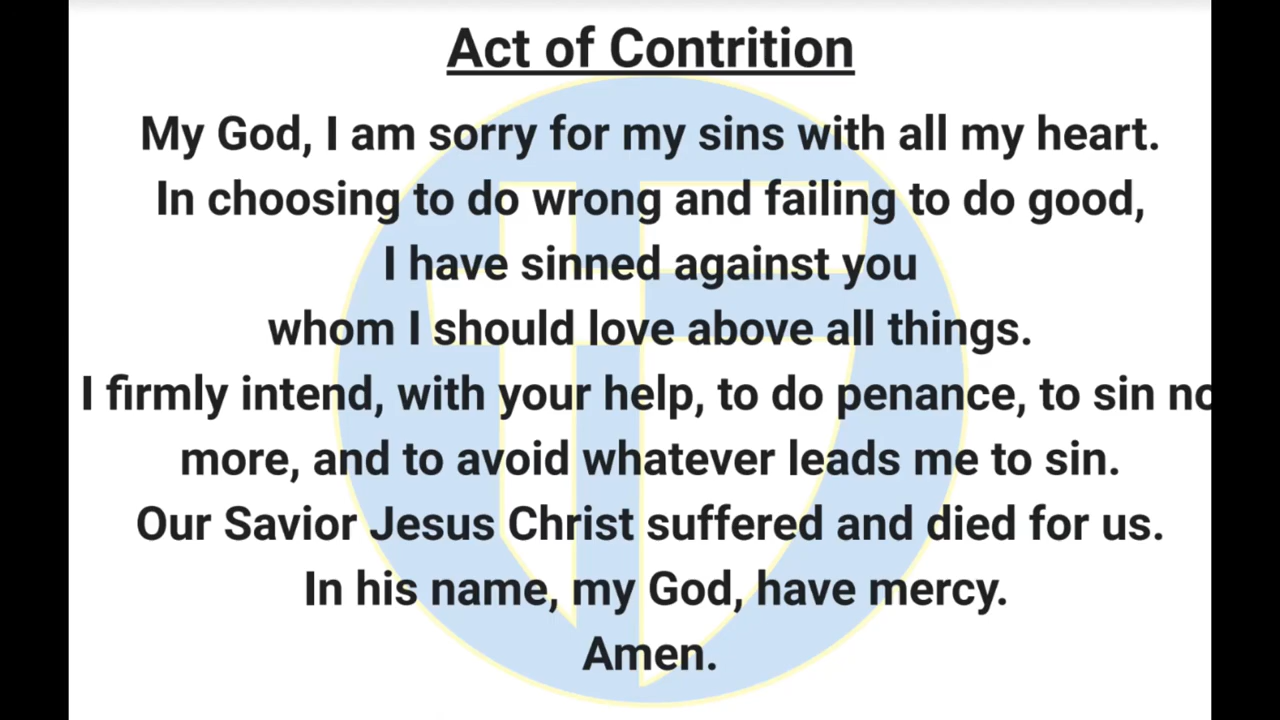 Act of Contrition
My God, I am sorry for my sins with all my heart.
In choosing to do wrong and failing to do good,
I have sinned against you
whom I should love above all things.
I firmly intend, with your help, to do penance, to sin no
more, and to avoid whatever leads me to sin.
Our Savior Jesus Christ suffered and died for us.
In his name, my God, have mercy.
Amen.